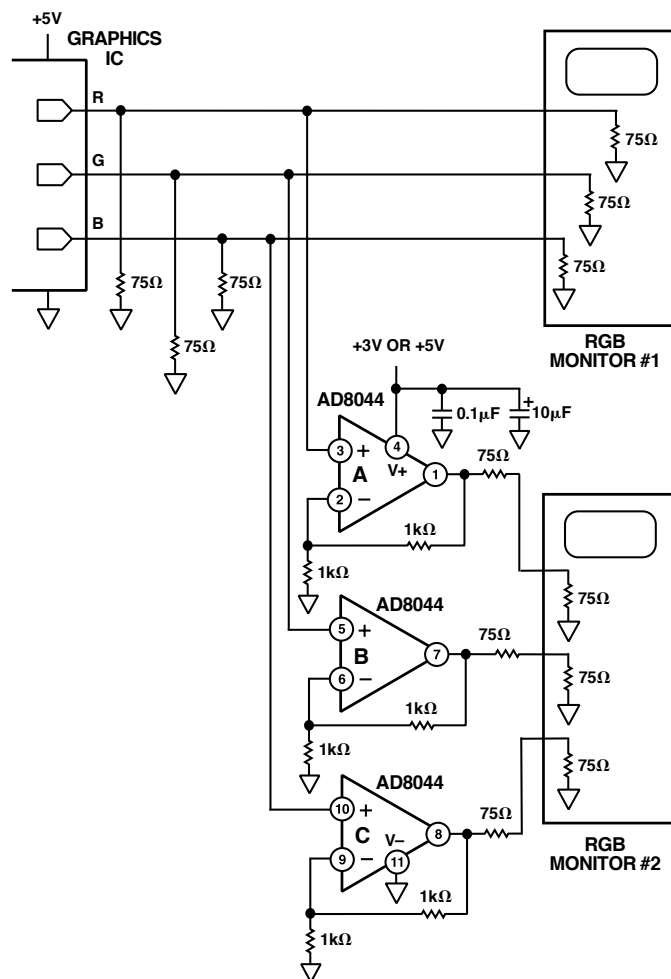 +5V
GRAPHICS
IC
R
G
B
75Ω
75Ω
75Ω
75Ω
75Ω
75Ω
RGB
MONITOR #1
+3V OR +5V
AD8044
0.1μF
+
10μF
4
V+
3
+
A
1
75Ω
2
–
1kΩ
1kΩ
75Ω
AD8044
5
+
B
7
75Ω
75Ω
6
–
1kΩ
1kΩ
75Ω
AD8044
10
+
C
8
75Ω
V–
9
–
11
RGB
MONITOR #2
1kΩ
1kΩ